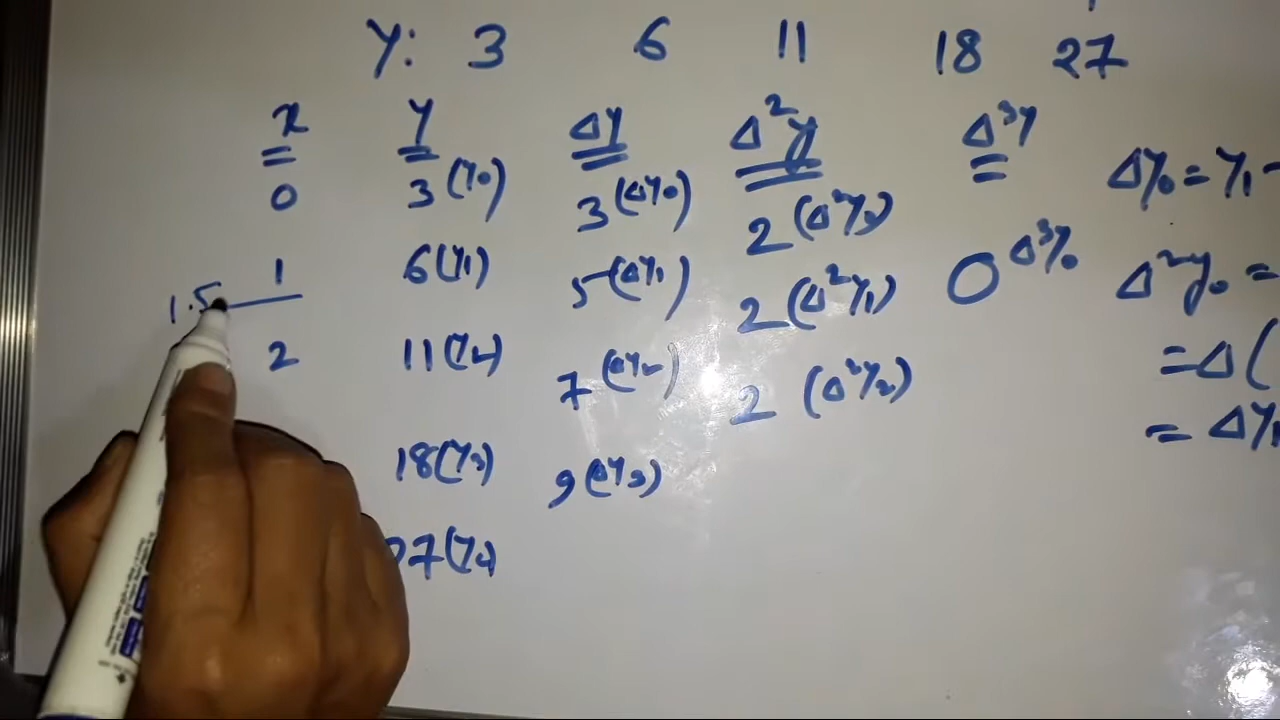 Y: 3 6 11 18 27
x y Δy Δ²y Δ³y
0 3 (y₀) 3 (Δy₀) 2 (Δ²y₀) 0 Δ³y₀ Δy₀ = y₁ -
1 6 (y₁) 5 (Δy₁) 2 (Δ²y₁) Δ²y₀ =
1.5
2 11 (y₂) 7 (Δy₂) 2 (Δ²y₂) = Δ(
= Δy₁
18 (y₃) 9 (Δy₃)
27 (y₄)